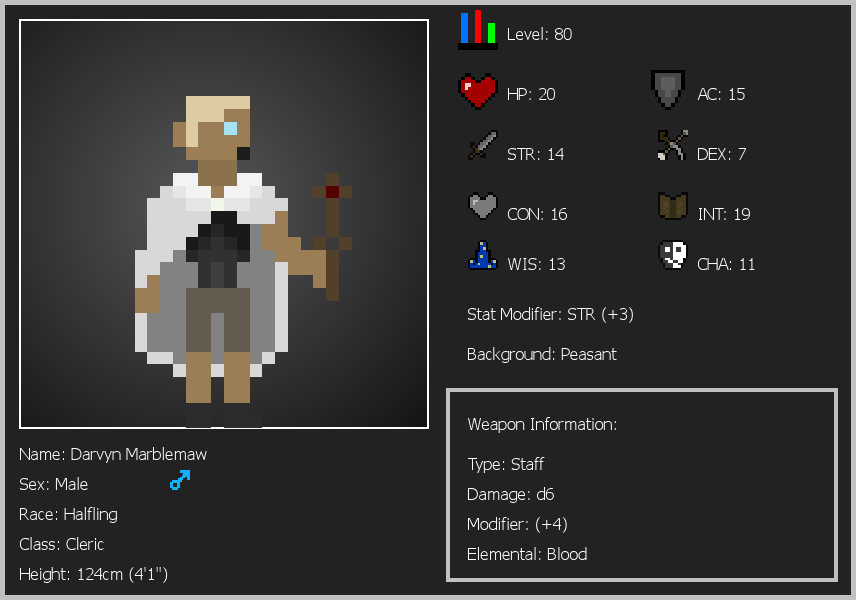 Level: 80
HP: 20
AC: 15
STR: 14
DEX: 7
CON: 16
INT: 19
WIS: 13
CHA: 11
Stat Modifier: STR (+3)
Background: Peasant
Weapon Information:
Type: Staff
Damage: d6
Modifier: (+4)
Elemental: Blood
Name: Darvyn Marblemaw
Sex: Male
Race: Halfling
Class: Cleric
Height: 124cm (4'1")